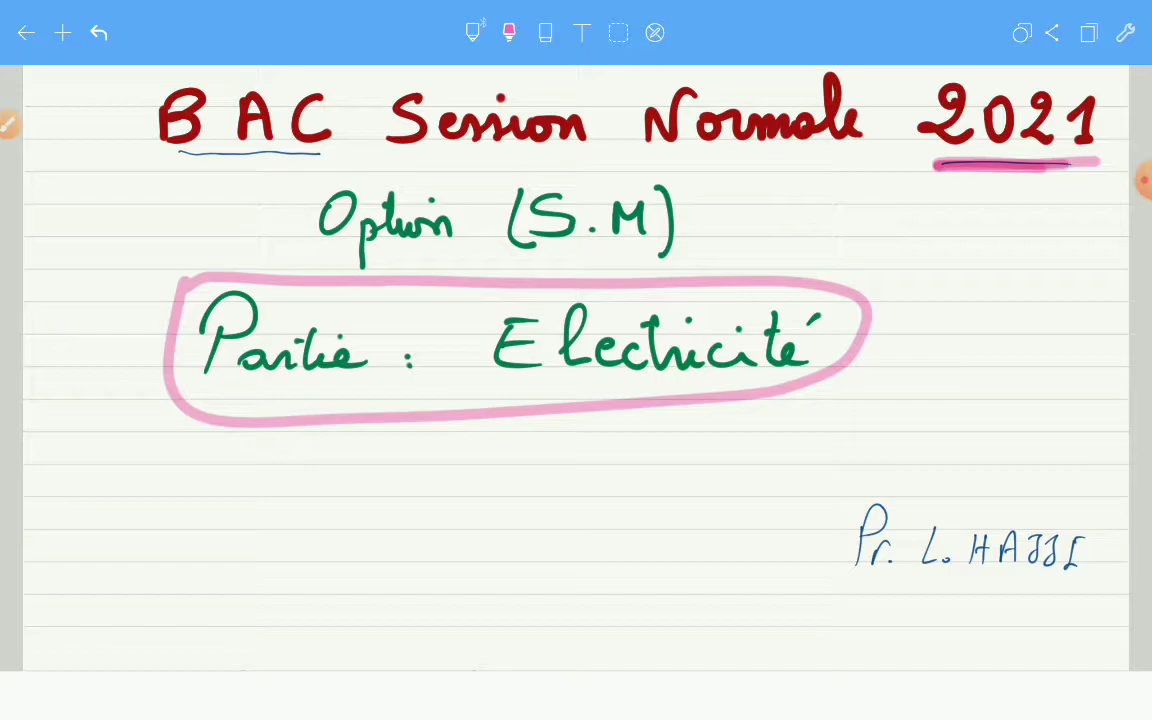 BAC Session Normale 2021
Option (S.M)
Partie : Electricité
Pr. L. HAJJI